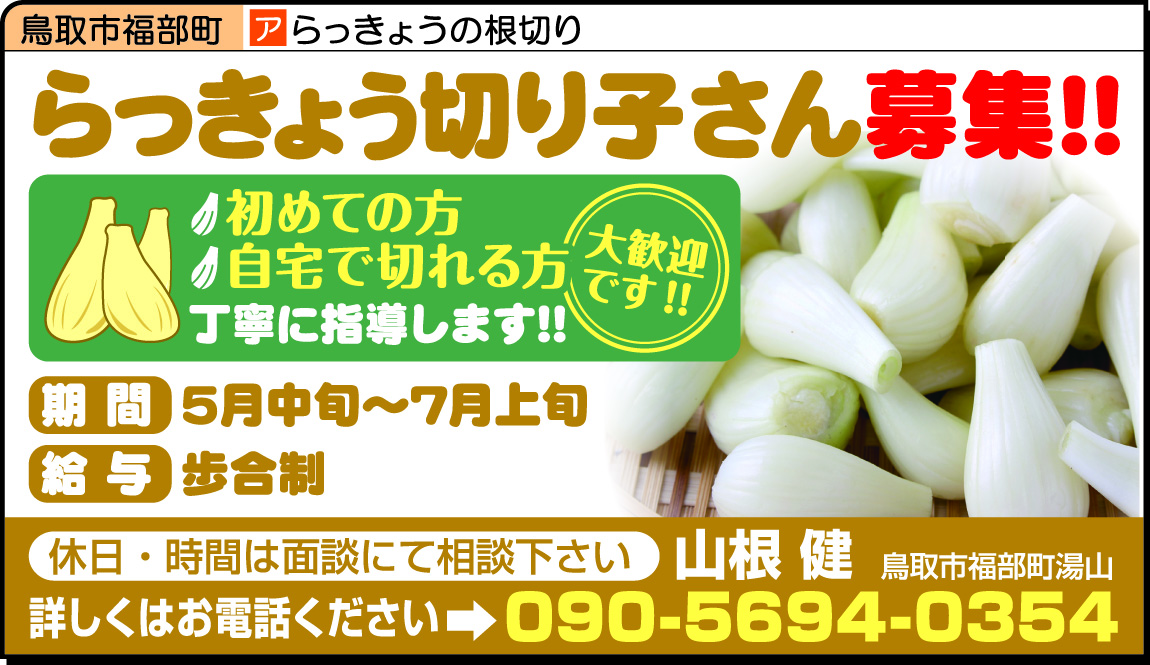 鳥取市福部町 ア らっきょうの根切り
らっきょう切り子さん募集!!
初めての方
自宅で切れる方
大歓迎
です!!
丁寧に指導します!!
期間 5月中旬～7月上旬
給与 歩合制
休日・時間は面談にて相談下さい 山根 健 鳥取市福部町湯山
詳しくはお電話ください➡090-5694-0354